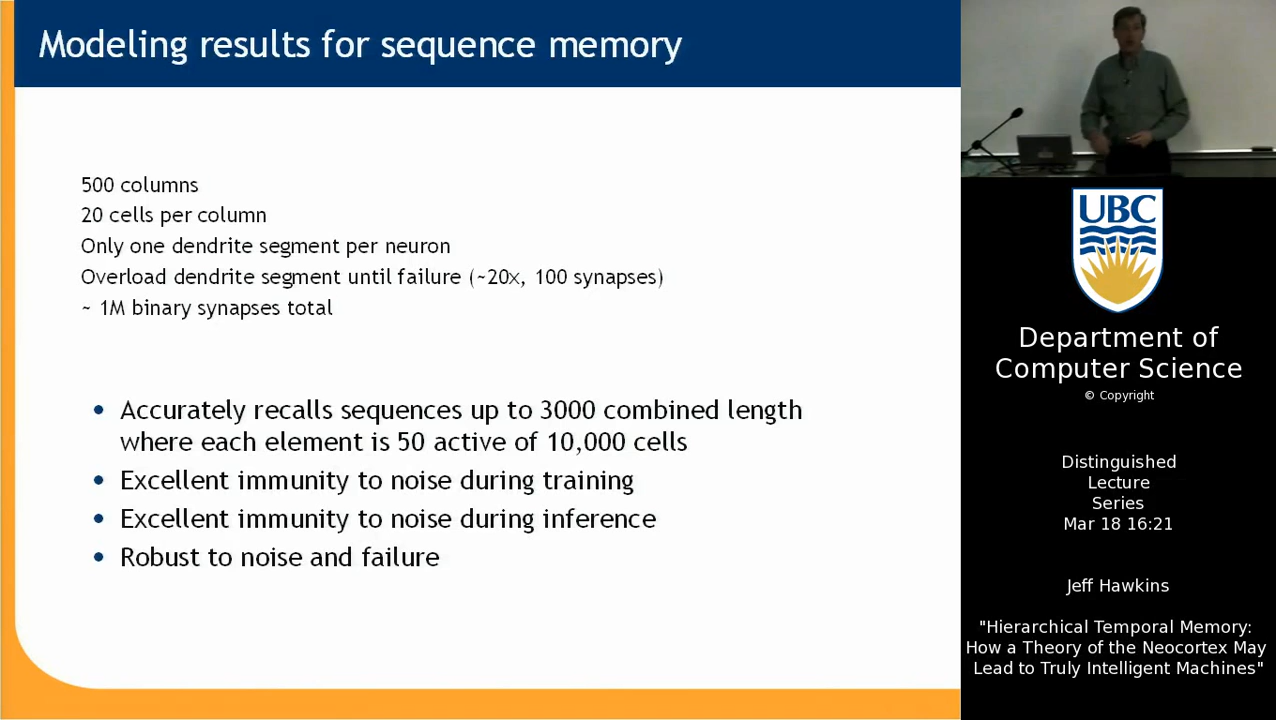 Modeling results for sequence memory
500 columns
20 cells per column
Only one dendrite segment per neuron
Overload dendrite segment until failure (~20x, 100 synapses)
~ 1M binary synapses total
• Accurately recalls sequences up to 3000 combined length
where each element is 50 active of 10,000 cells
• Excellent immunity to noise during training
• Excellent immunity to noise during inference
• Robust to noise and failure
UBC
Department of
Computer Science
© Copyright
Distinguished
Lecture
Series
Mar 18 16:21
Jeff Hawkins
"Hierarchical Temporal Memory:
How a Theory of the Neocortex May
Lead to Truly Intelligent Machines"